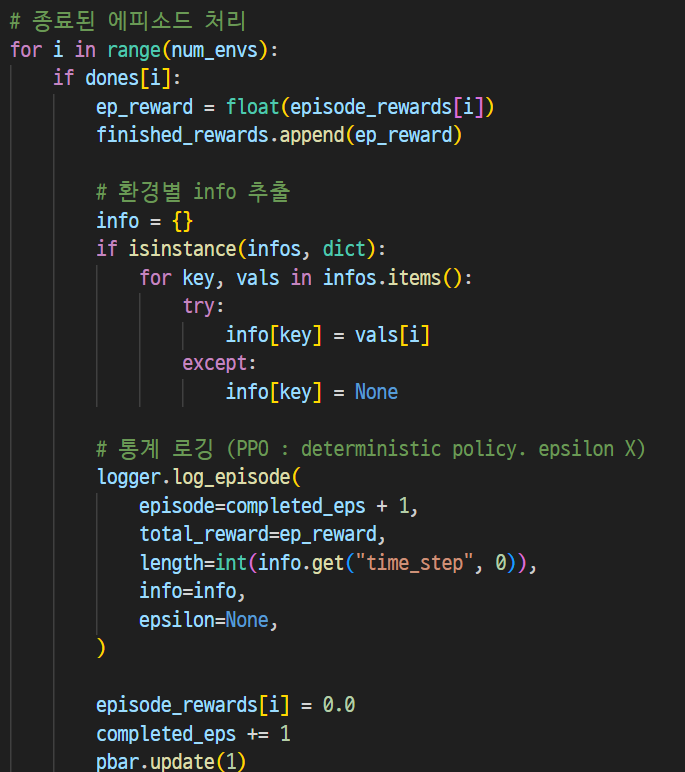 # 종료된 에피소드 처리
for i in range(num_envs):
    if dones[i]:
        ep_reward = float(episode_rewards[i])
        finished_rewards.append(ep_reward)

        # 환경별 info 추출
        info = {}
        if isinstance(infos, dict):
            for key, vals in infos.items():
                try:
                    info[key] = vals[i]
                except:
                    info[key] = None

        # 통계 로깅 (PPO : deterministic policy. epsilon X)
        logger.log_episode(
            episode=completed_eps + 1,
            total_reward=ep_reward,
            length=int(info.get("time_step", 0)),
            info=info,
            epsilon=None,
        )

        episode_rewards[i] = 0.0
        completed_eps += 1
        pbar.update(1)